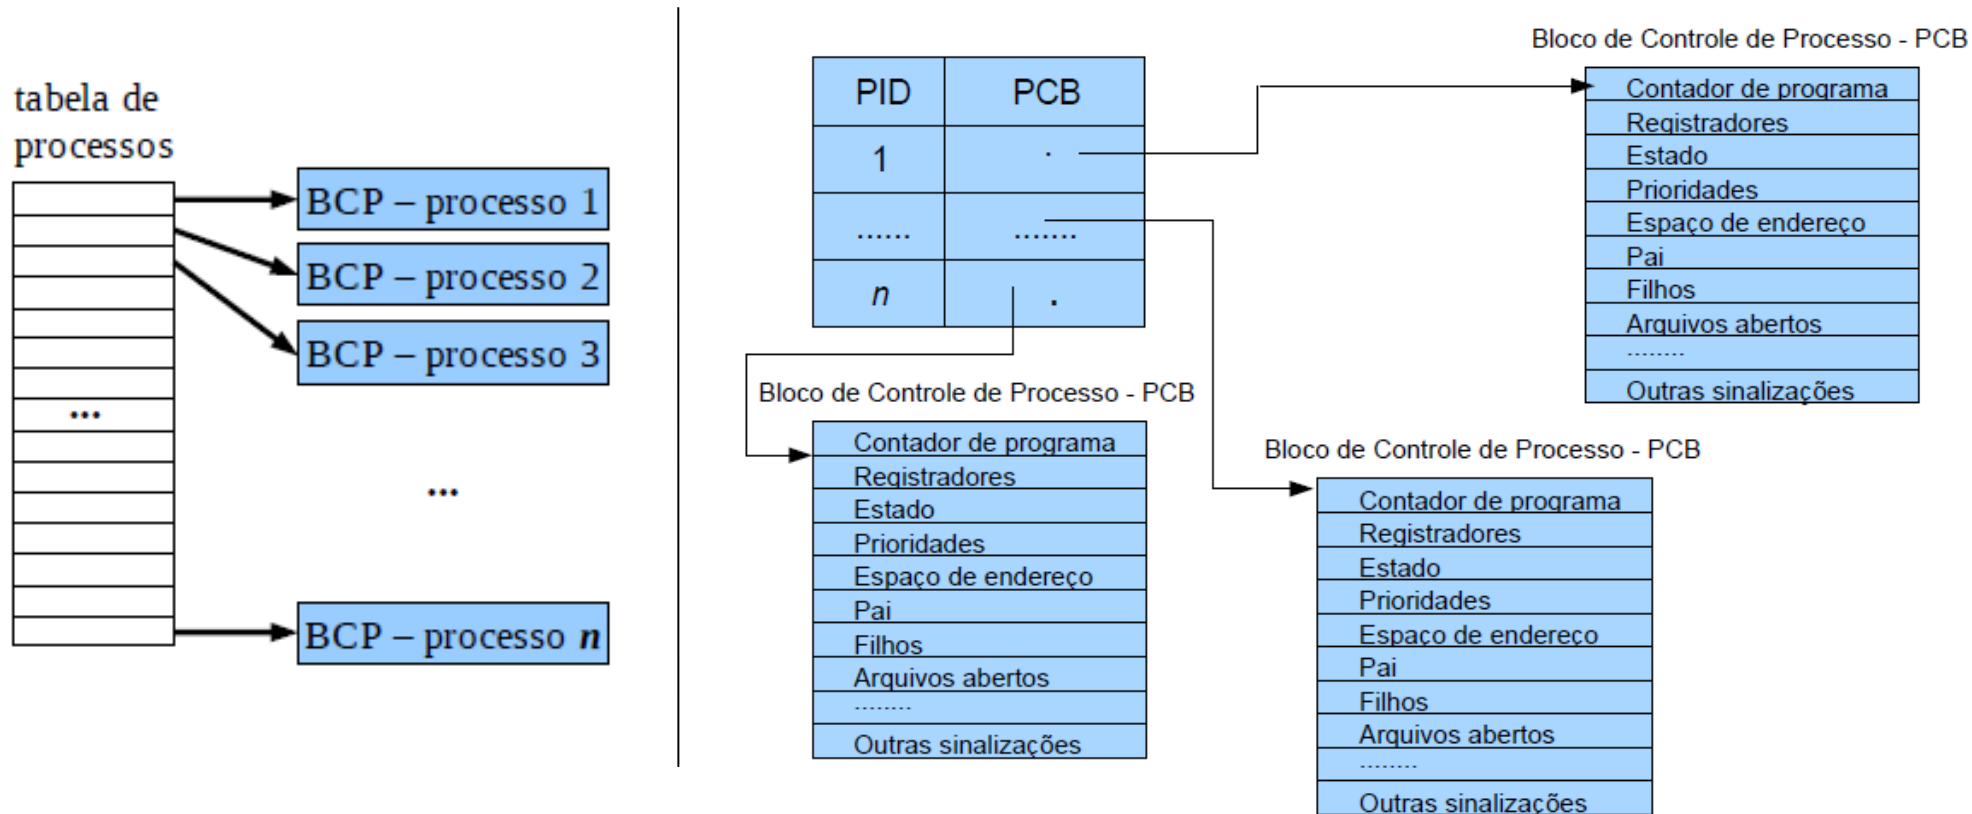 tabela de
processos
...
BCP – processo 1
BCP – processo 2
BCP – processo 3
...
BCP – processo n
PID PCB
1 .
...... .......
n .
Bloco de Controle de Processo - PCB
Contador de programa
Registradores
Estado
Prioridades
Espaço de endereço
Pai
Filhos
Arquivos abertos
........
Outras sinalizações
Bloco de Controle de Processo - PCB
Contador de programa
Registradores
Estado
Prioridades
Espaço de endereço
Pai
Filhos
Arquivos abertos
........
Outras sinalizações
Bloco de Controle de Processo - PCB
Contador de programa
Registradores
Estado
Prioridades
Espaço de endereço
Pai
Filhos
Arquivos abertos
........
Outras sinalizações